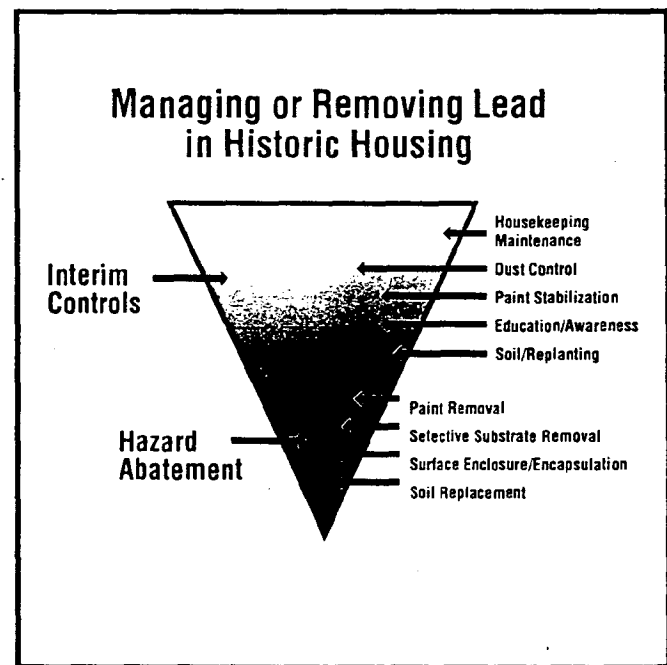 Managing or Removing Lead
in Historic Housing
Interim
Controls
Housekeeping
Maintenance
Dust Control
Paint Stabilization
Education/Awareness
Soil/Replanting
Hazard
Abatement
Paint Removal
Selective Substrate Removal
Surface Enclosure/Encapsulation
Soil Replacement